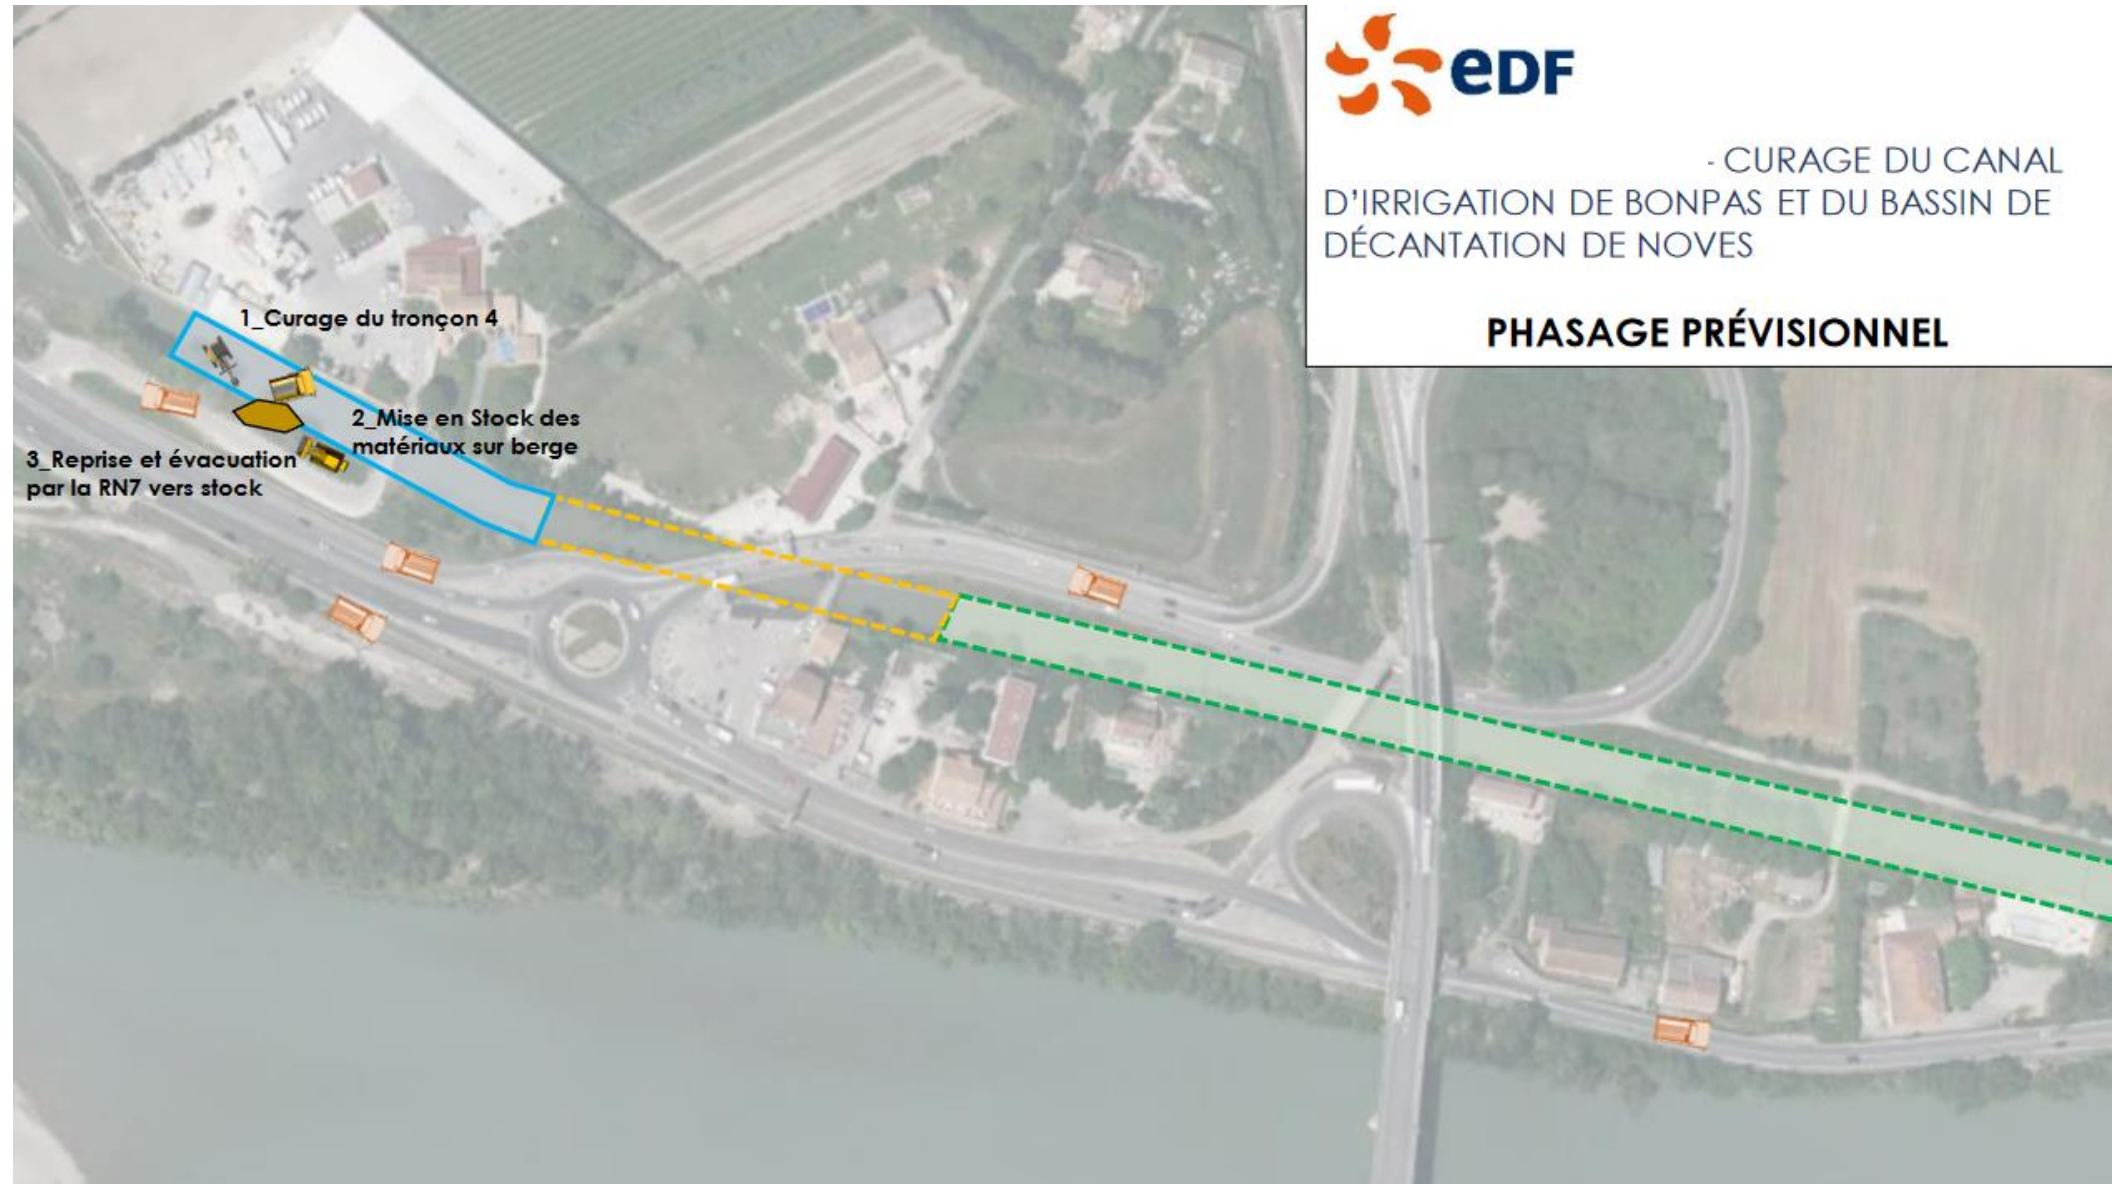 eDF
- CURAGE DU CANAL
D'IRRIGATION DE BONPAS ET DU BASSIN DE
DÉCANTATION DE NOVES
PHASAGE PRÉVISIONNEL
1_Curage du tronçon 4
2_Mise en Stock des
matériaux sur berge
3_Reprise et évacuation
par la RN7 vers stock